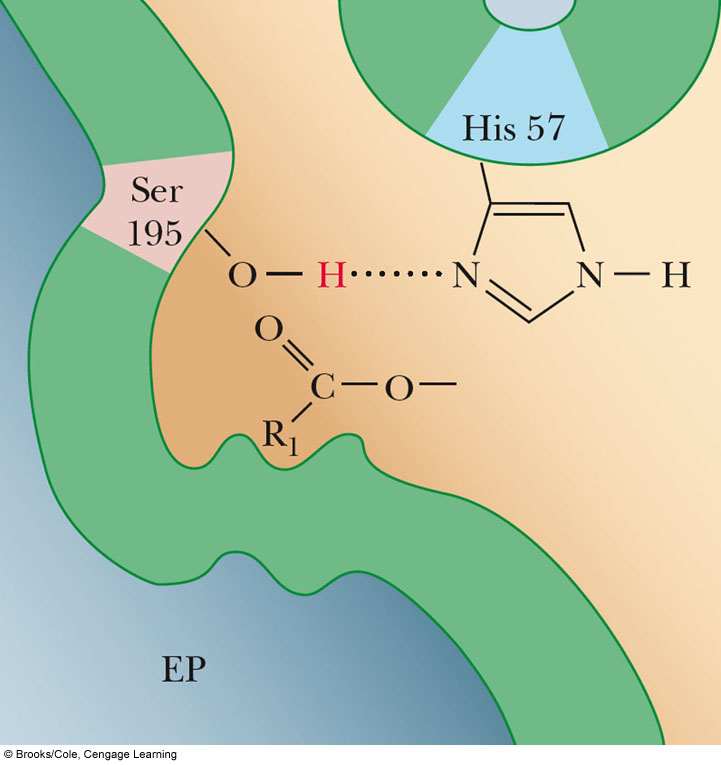 His 57
Ser
195
O — H ······ N N — H
O
C — O —
R1
EP
© Brooks/Cole, Cengage Learning